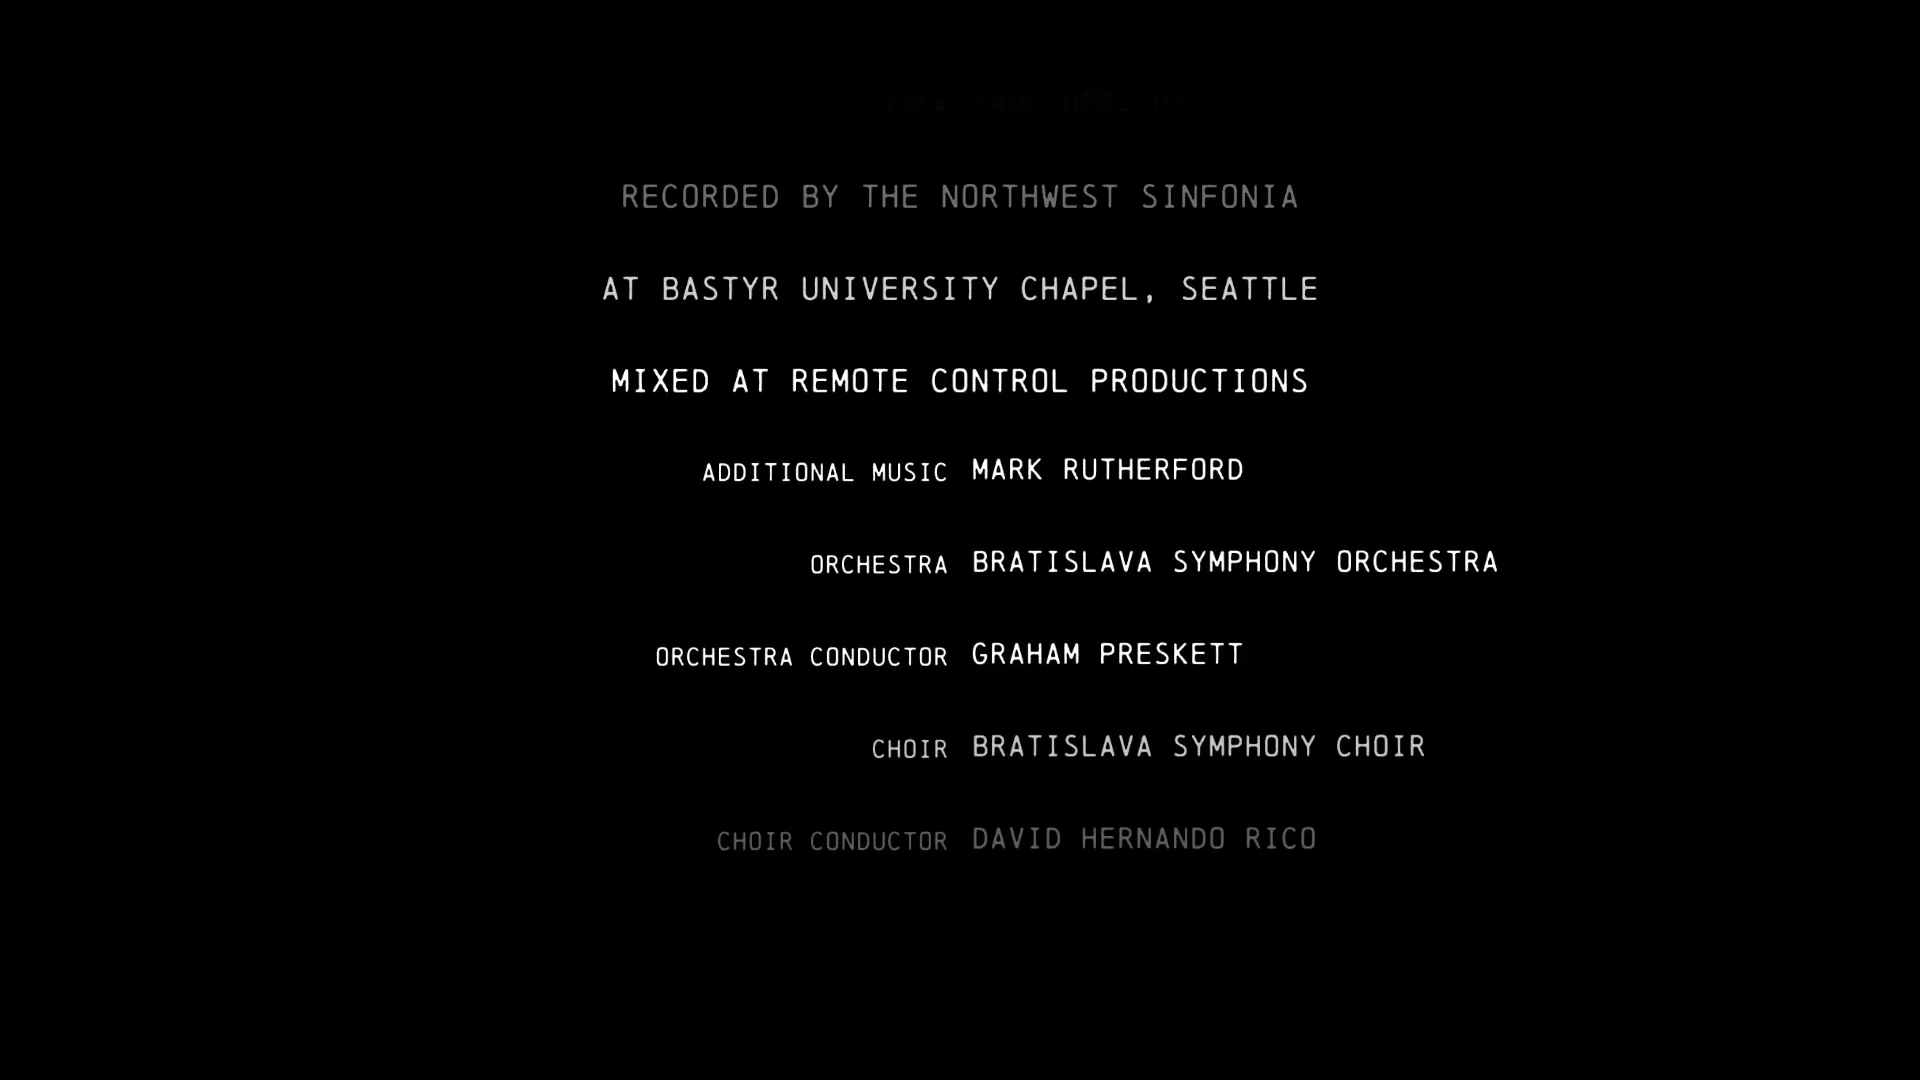 RECORDED BY THE NORTHWEST SINFONIA
AT BASTYR UNIVERSITY CHAPEL, SEATTLE
MIXED AT REMOTE CONTROL PRODUCTIONS
ADDITIONAL MUSIC MARK RUTHERFORD
ORCHESTRA BRATISLAVA SYMPHONY ORCHESTRA
ORCHESTRA CONDUCTOR GRAHAM PRESKETT
CHOIR BRATISLAVA SYMPHONY CHOIR
CHOIR CONDUCTOR DAVID HERNANDO RICO